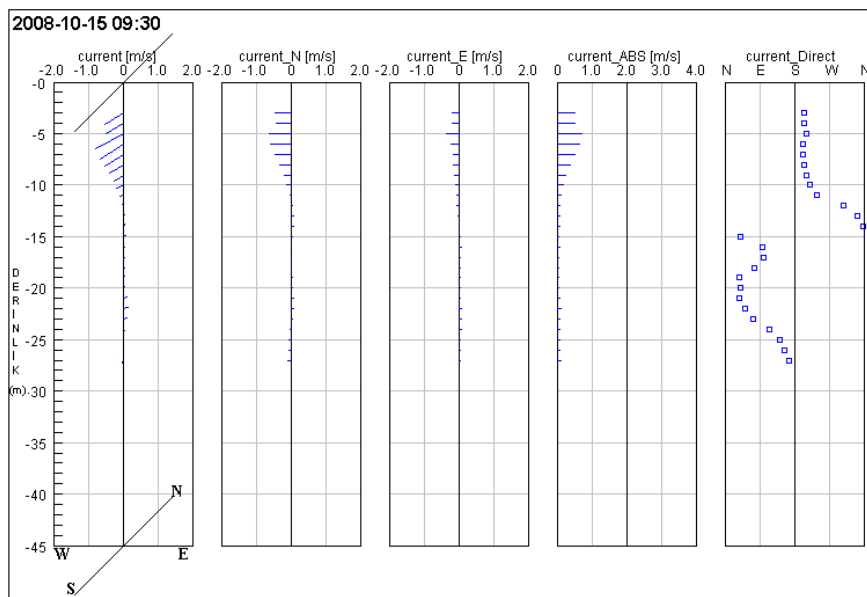 2008-10-15 09:30
current [m/s] current_N [m/s] current_E [m/s] current_ABS [m/s] current_Direct
-2.0 -1.0 0 1.0 2.0 -2.0 -1.0 0 1.0 2.0 -2.0 -1.0 0 1.0 2.0 0 1.0 2.0 3.0 4.0 N E S W N
-0
-5
-10
-15
-20
-25
-30
-35
-40
-45
DERINLIK
(m).
N
W E
S